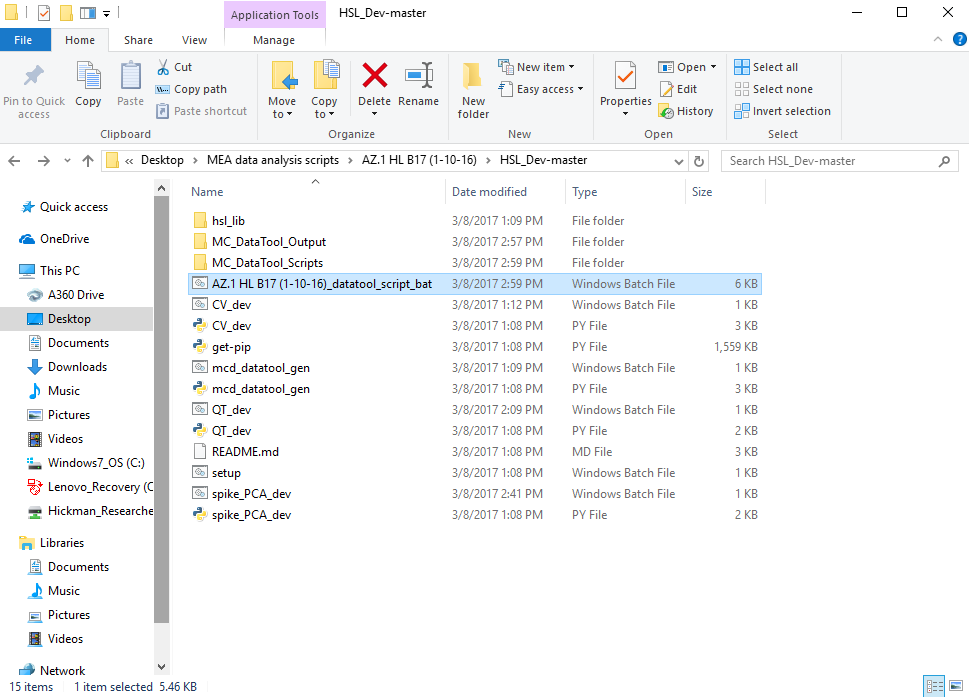 Application Tools HSL_Dev-master
File Home Share View Manage
Pin to Quick access
Copy
Paste
Cut
Copy path
Paste shortcut
Clipboard
Move to
Copy to
Delete
Rename
Organize
New folder
New item
Easy access
New
Properties
Open
Edit
History
Open
Select all
Select none
Invert selection
Select
« Desktop > MEA data analysis scripts > AZ.1 HL B17 (1-10-16) > HSL_Dev-master
Search HSL_Dev-master
Quick access
OneDrive
This PC
A360 Drive
Desktop
Documents
Downloads
Music
Pictures
Videos
Windows7_OS (C:)
Lenovo_Recovery (C
Hickman_Researche
Libraries
Documents
Music
Pictures
Videos
Network
Name Date modified Type Size
hsl_lib 3/8/2017 1:09 PM File folder
MC_DataTool_Output 3/8/2017 2:57 PM File folder
MC_DataTool_Scripts 3/8/2017 2:59 PM File folder
AZ.1 HL B17 (1-10-16)_datatool_script_bat 3/8/2017 2:59 PM Windows Batch File 6 KB
CV_dev 3/8/2017 1:12 PM Windows Batch File 1 KB
CV_dev 3/8/2017 1:08 PM PY File 3 KB
get-pip 3/8/2017 1:08 PM PY File 1,559 KB
mcd_datatool_gen 3/8/2017 1:09 PM Windows Batch File 1 KB
mcd_datatool_gen 3/8/2017 1:08 PM PY File 3 KB
QT_dev 3/8/2017 2:09 PM Windows Batch File 1 KB
QT_dev 3/8/2017 1:08 PM PY File 2 KB
README.md 3/8/2017 1:08 PM MD File 3 KB
setup 3/8/2017 1:08 PM Windows Batch File 1 KB
spike_PCA_dev 3/8/2017 2:41 PM Windows Batch File 1 KB
spike_PCA_dev 3/8/2017 1:08 PM PY File 2 KB
15 items 1 item selected 5.46 KB